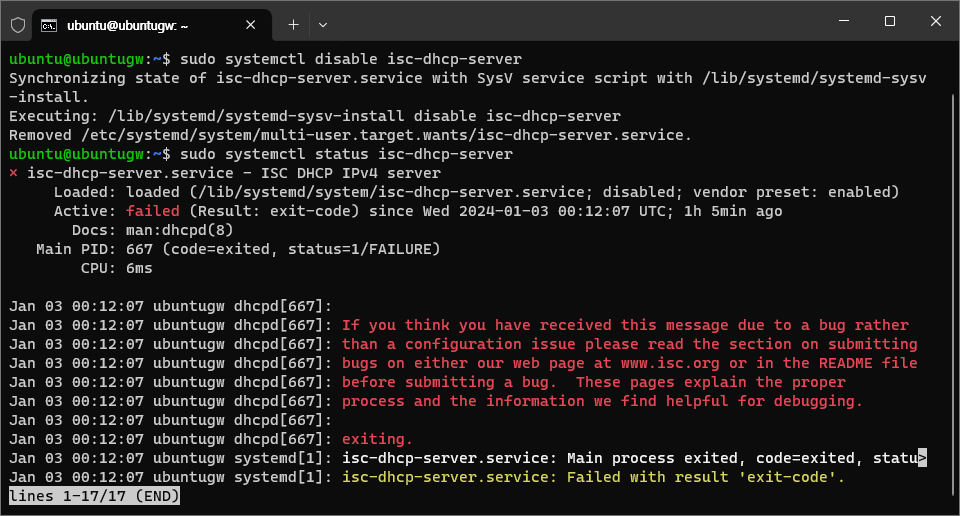 ubuntu@ubuntugw: ~
ubuntu@ubuntugw:~$ sudo systemctl disable isc-dhcp-server
Synchronizing state of isc-dhcp-server.service with SysV service script with /lib/systemd/systemd-sysv
-install.
Executing: /lib/systemd/systemd-sysv-install disable isc-dhcp-server
Removed /etc/systemd/system/multi-user.target.wants/isc-dhcp-server.service.
ubuntu@ubuntugw:~$ sudo systemctl status isc-dhcp-server
× isc-dhcp-server.service - ISC DHCP IPv4 server
     Loaded: loaded (/lib/systemd/system/isc-dhcp-server.service; disabled; vendor preset: enabled)
     Active: failed (Result: exit-code) since Wed 2024-01-03 00:12:07 UTC; 1h 5min ago
       Docs: man:dhcpd(8)
   Main PID: 667 (code=exited, status=1/FAILURE)
        CPU: 6ms
Jan 03 00:12:07 ubuntugw dhcpd[667]:
Jan 03 00:12:07 ubuntugw dhcpd[667]: If you think you have received this message due to a bug rather
Jan 03 00:12:07 ubuntugw dhcpd[667]: than a configuration issue please read the section on submitting
Jan 03 00:12:07 ubuntugw dhcpd[667]: bugs on either our web page at www.isc.org or in the README file
Jan 03 00:12:07 ubuntugw dhcpd[667]: before submitting a bug.  These pages explain the proper
Jan 03 00:12:07 ubuntugw dhcpd[667]: process and the information we find helpful for debugging.
Jan 03 00:12:07 ubuntugw dhcpd[667]:
Jan 03 00:12:07 ubuntugw dhcpd[667]: exiting.
Jan 03 00:12:07 ubuntugw systemd[1]: isc-dhcp-server.service: Main process exited, code=exited, statu>
Jan 03 00:12:07 ubuntugw systemd[1]: isc-dhcp-server.service: Failed with result 'exit-code'.
lines 1-17/17 (END)